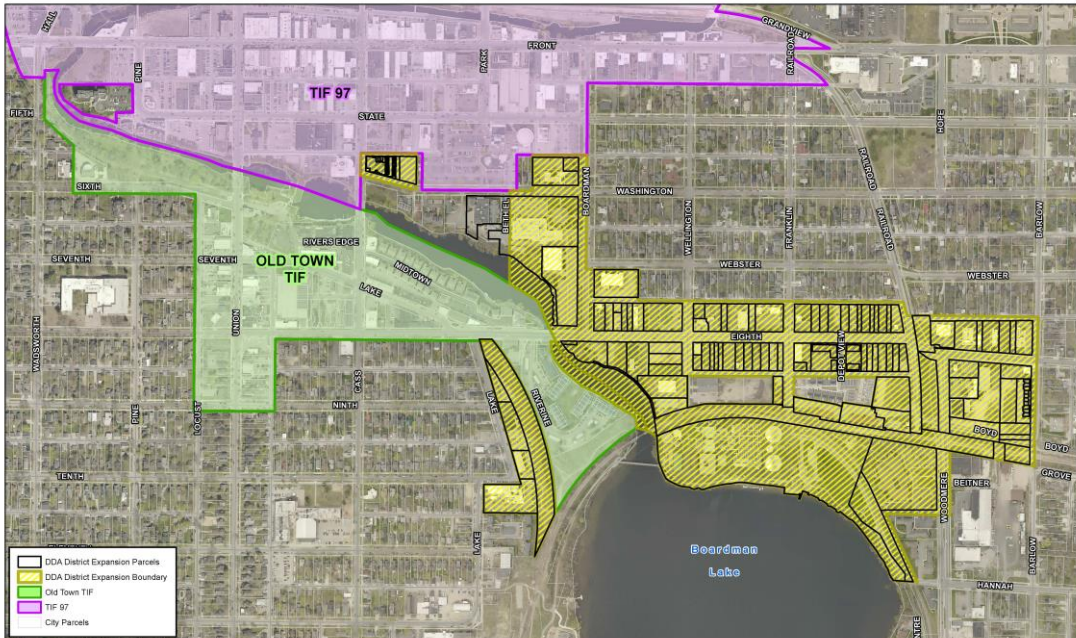 HALL
GRANDVIEW
FRONT
RAILROAD
PARK
PINE
TIF 97
FIFTH
STATE
HOPE
RAILROAD
RAILROAD
SIXTH
WASHINGTON
BETHEL
BOARDMAN
WELLINGTON
FRANKLIN
BARLOW
RIVERS EDGE
SEVENTH
SEVENTH
OLD TOWN
TIF
MIDTOWN
LAKE
WEBSTER
WEBSTER
WADSWORTH
UNION
CASS
EIGHTH
DEPOT VIEW
PINE
LOCUST
NINTH
LAKE
RIVERINE
BOYD
BOYD
GROVE
TENTH
BEITNER
WOODMERE
LAKE
Boardman
Lake
BARLOW
HANNAH
DDA District Expansion Parcels
DDA District Expansion Boundary
Old Town TIF
TIF 97
City Parcels